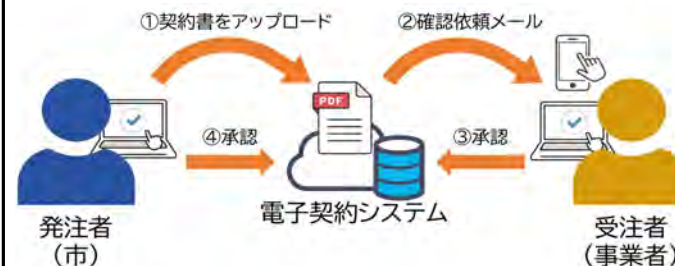 ①契約書をアップロード
②確認依頼メール
PDF
④承認
③承認
電子契約システム
発注者
（市）
受注者
（事業者）